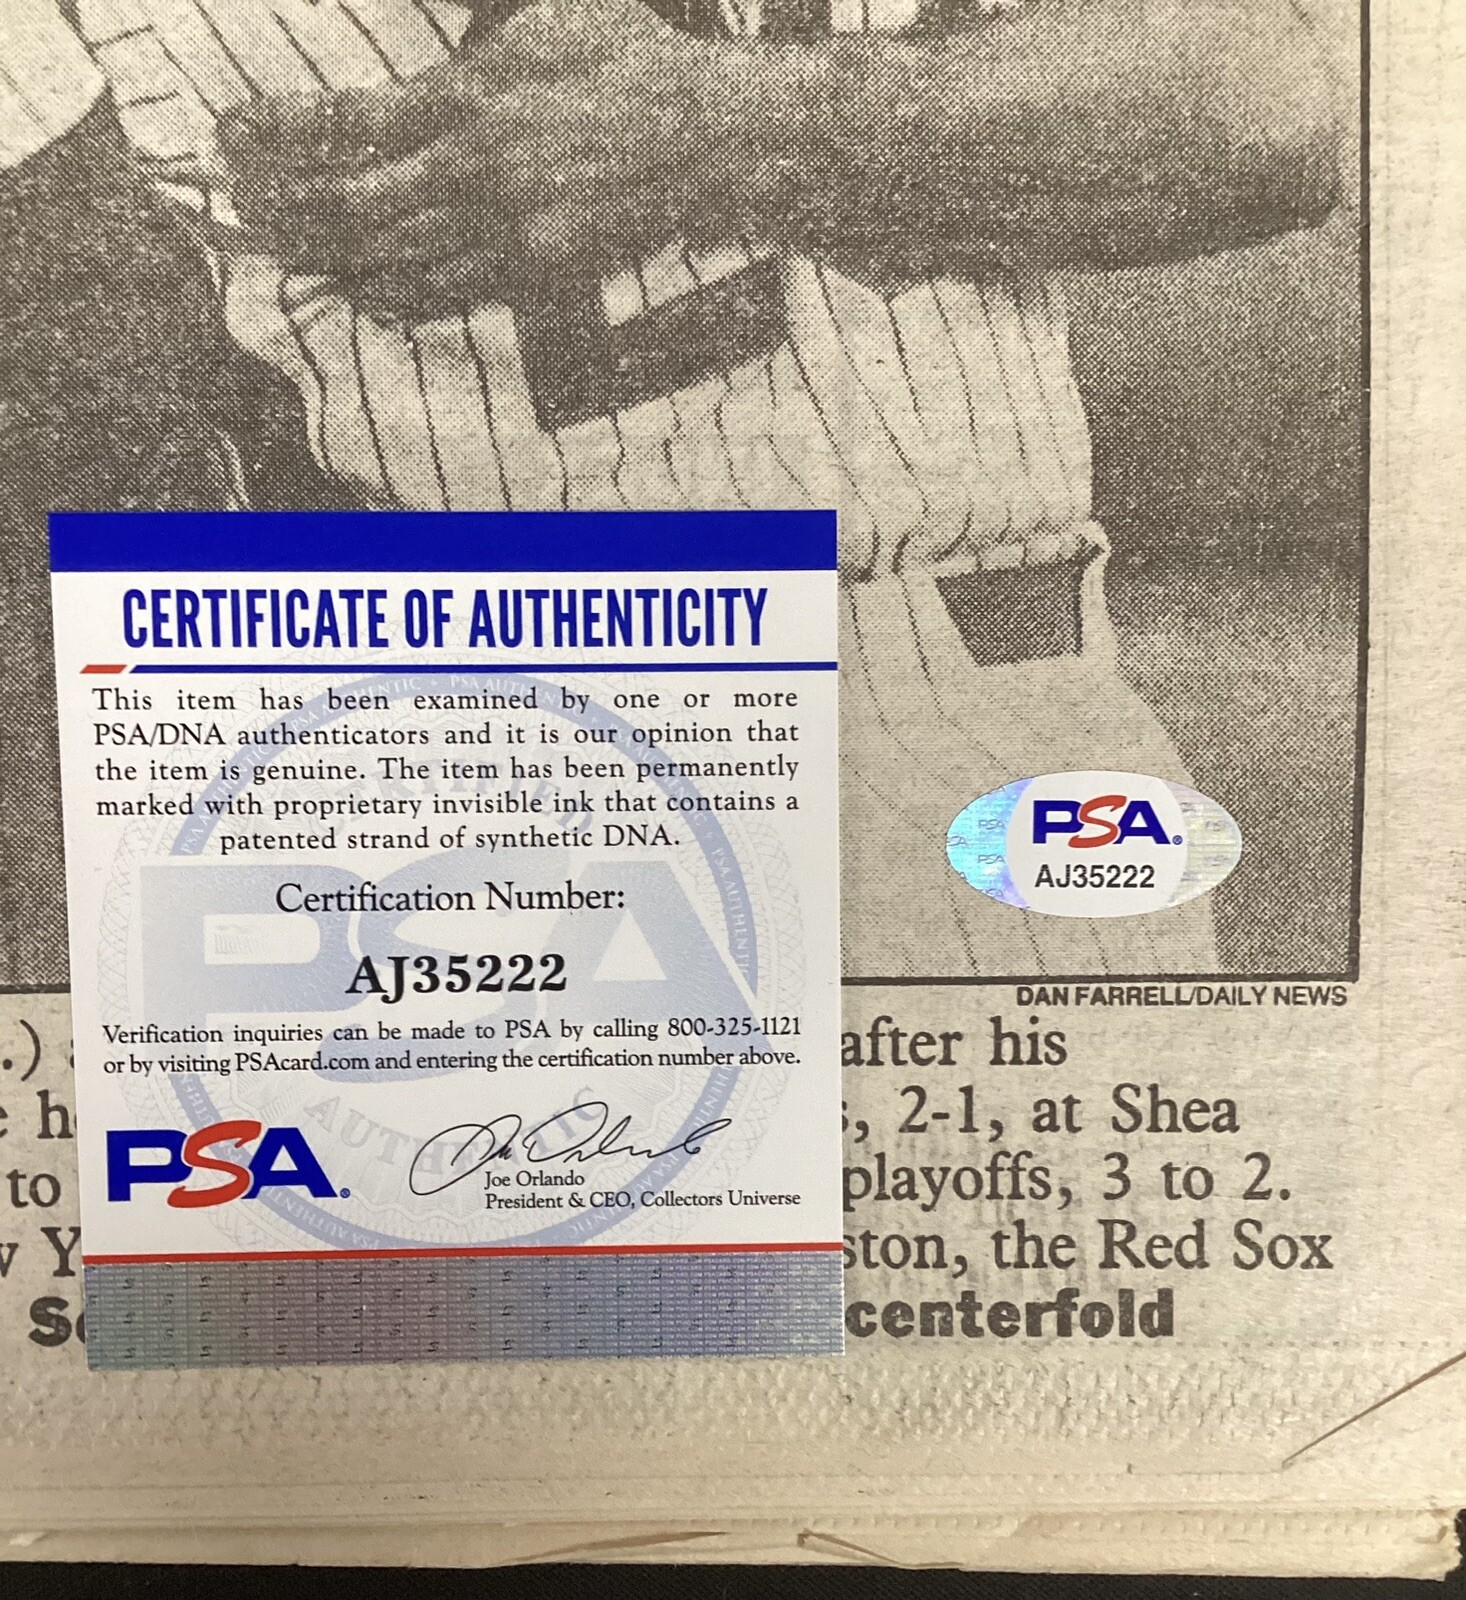 CERTIFICATE OF AUTHENTICITY
This item has been examined by one or more
PSA/DNA authenticators and it is our opinion that
the item is genuine. The item has been permanently
marked with proprietary invisible ink that contains a
patented strand of synthetic DNA.
Certification Number:
AJ35222
Verification inquiries can be made to PSA by calling 800-325-1121
or by visiting PSAcard.com and entering the certification number above.
PSA.
Joe Orlando
President & CEO, Collectors Universe
PSA.
AJ35222
DAN FARRELL/DAILY NEWS
.) after his
h , 2-1, at Shea
to playoffs, 3 to 2.
Y ston, the Red Sox
centerfold